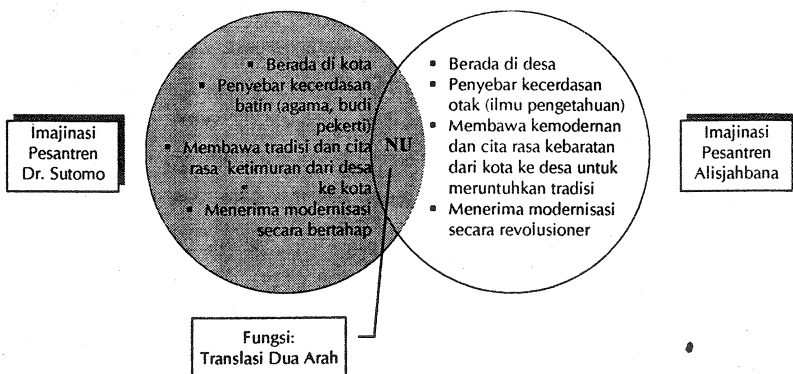 Imajinasi
Pesantren
Dr. Sutomo
▪ Berada di kota
▪ Penyebar kecerdasan
batin (agama, budi
pekerti)
▪ Membawa tradisi dan cita
rasa ketimuran dari desa
ke kota
▪ Menerima modernisasi
secara bertahap
NU
▪ Berada di desa
▪ Penyebar kecerdasan
otak (ilmu pengetahuan)
▪ Membawa kemodernan
dan cita rasa kebaratan
dari kota ke desa untuk
meruntuhkan tradisi
▪ Menerima modernisasi
secara revolusioner
Imajinasi
Pesantren
Alisjahbana
Fungsi:
Translasi Dua Arah